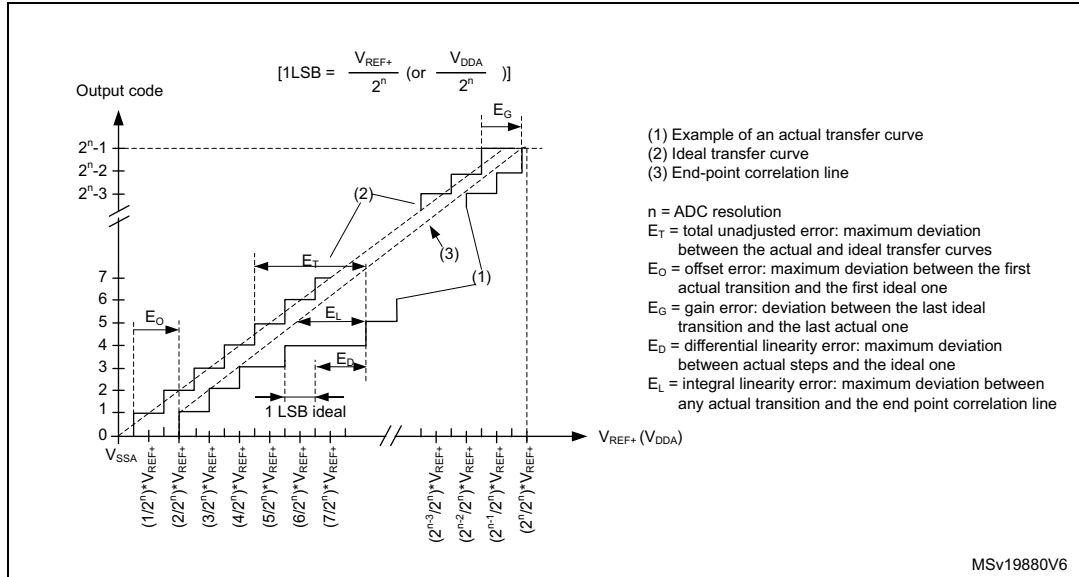 [1LSB = V_REF+ / 2^n (or V_DDA / 2^n )]
Output code
E_G
2^n-1
2^n-2
2^n-3
7
6
5
4
3
2
1
0
(2)
(3)
(1)
E_T
E_O
E_L
E_D
1 LSB ideal
V_SSA
V_REF+ (V_DDA)
(1/2^n)*V_REF+
(2/2^n)*V_REF+
(3/2^n)*V_REF+
(4/2^n)*V_REF+
(5/2^n)*V_REF+
(6/2^n)*V_REF+
(7/2^n)*V_REF+
(2^n-3/2^n)*V_REF+
(2^n-2/2^n)*V_REF+
(2^n-1/2^n)*V_REF+
(2^n/2^n)*V_REF+
(1) Example of an actual transfer curve
(2) Ideal transfer curve
(3) End-point correlation line
n = ADC resolution
E_T = total unadjusted error: maximum deviation
between the actual and ideal transfer curves
E_O = offset error: maximum deviation between the first
actual transition and the first ideal one
E_G = gain error: deviation between the last ideal
transition and the last actual one
E_D = differential linearity error: maximum deviation
between actual steps and the ideal one
E_L = integral linearity error: maximum deviation between
any actual transition and the end point correlation line
MSv19880V6